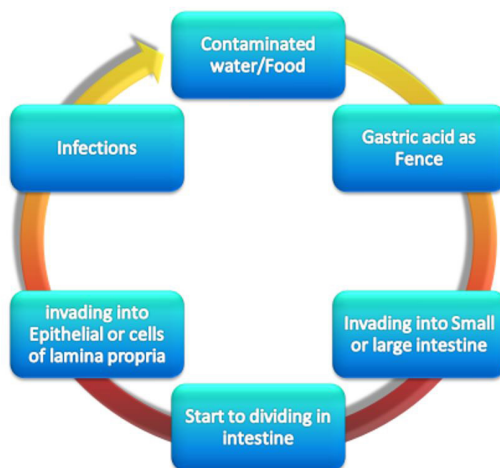 Contaminated
water/Food
Gastric acid as
Fence
Invading into Small
or large intestine
Start to dividing in
intestine
invading into
Epithelial or cells
of lamina propria
Infections